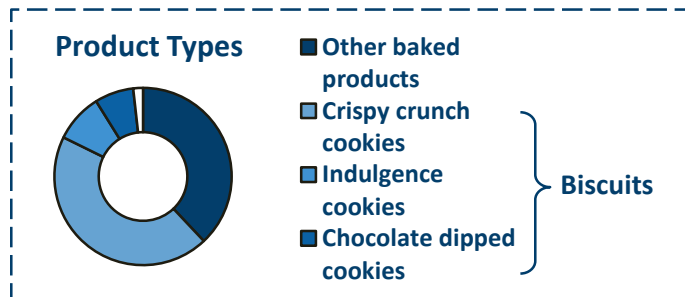 Product Types
Other baked
products
Crispy crunch
cookies
Indulgence
cookies
Chocolate dipped
cookies
Biscuits